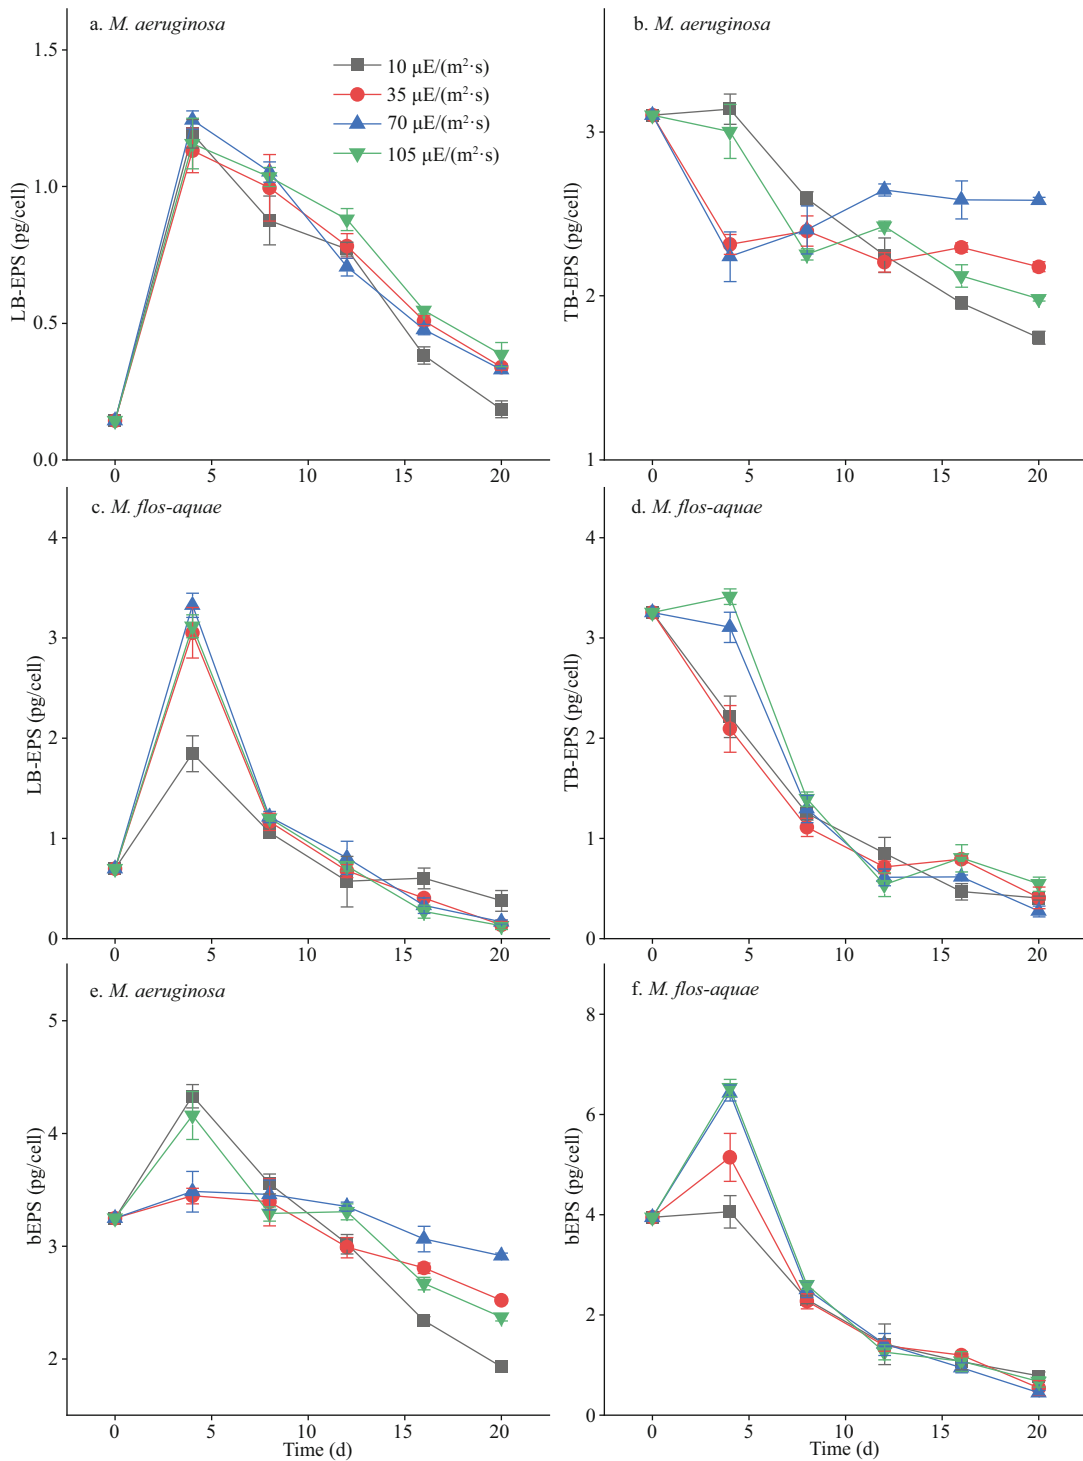 a. M. aeruginosa
1.5
1.0
0.5
0.0
LB-EPS (pg/cell)
10 μE/(m²·s)
35 μE/(m²·s)
70 μE/(m²·s)
105 μE/(m²·s)
0 5 10 15 20
b. M. aeruginosa
3
2
1
TB-EPS (pg/cell)
0 5 10 15 20
c. M. flos-aquae
4
3
2
1
0
LB-EPS (pg/cell)
0 5 10 15 20
d. M. flos-aquae
4
3
2
1
0
TB-EPS (pg/cell)
0 5 10 15 20
e. M. aeruginosa
5
4
3
2
bEPS (pg/cell)
0 5 10 15 20
Time (d)
f. M. flos-aquae
8
6
4
2
0
bEPS (pg/cell)
0 5 10 15 20
Time (d)